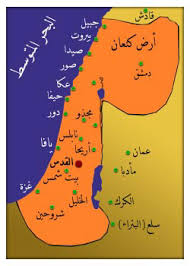 قادش
جبيل
بيروت
أرض كنعان
البحر المتوسط
صيدا
دمشق
صور
عكا
حيفا
مجدو
دور
نابلس
يافا
أريحا
عمان
القدس
مادبا
بيت شمس
غزة
الخليل
الكرك
شروحين
سلع (البتراء)